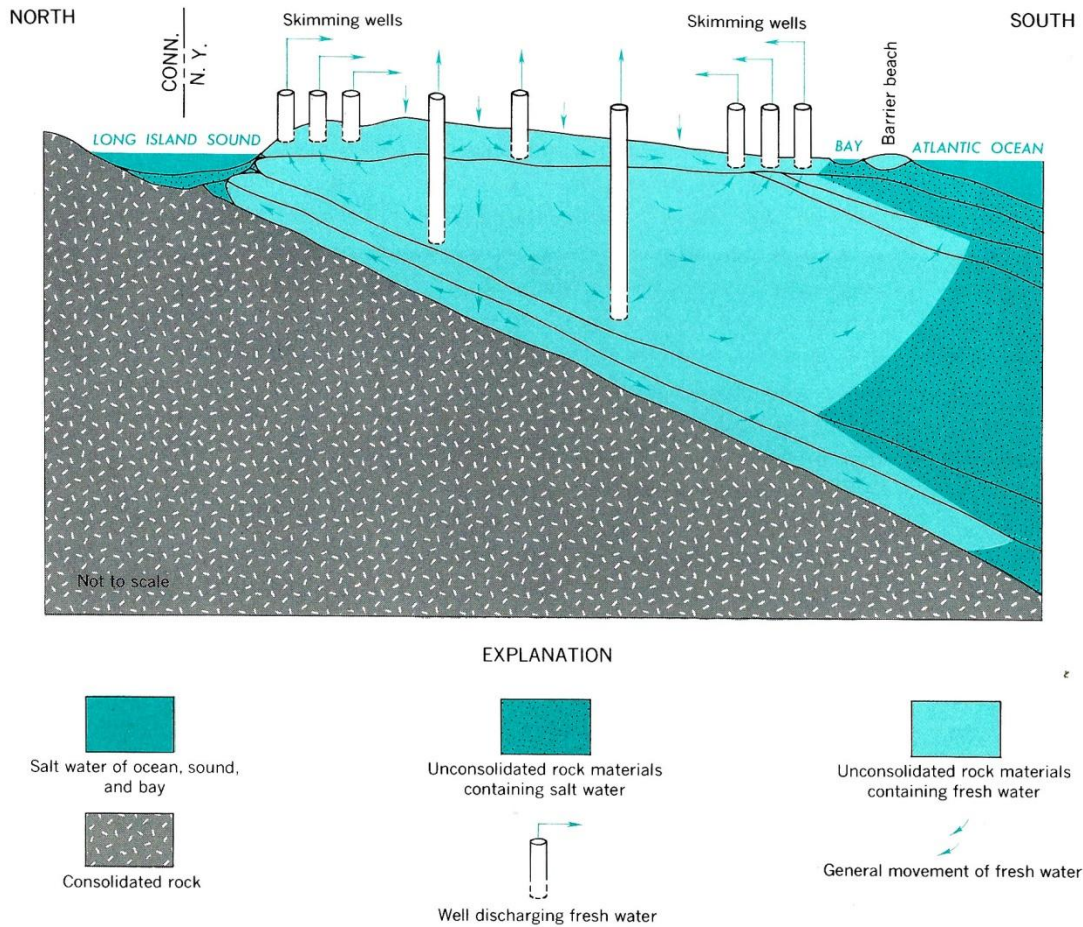 NORTH
SOUTH
Skimming wells
Skimming wells
CONN.
N. Y.
Barrier beach
LONG ISLAND SOUND
BAY
ATLANTIC OCEAN
Not to scale
EXPLANATION
Salt water of ocean, sound,
and bay
Unconsolidated rock materials
containing salt water
Unconsolidated rock materials
containing fresh water
Consolidated rock
Well discharging fresh water
General movement of fresh water